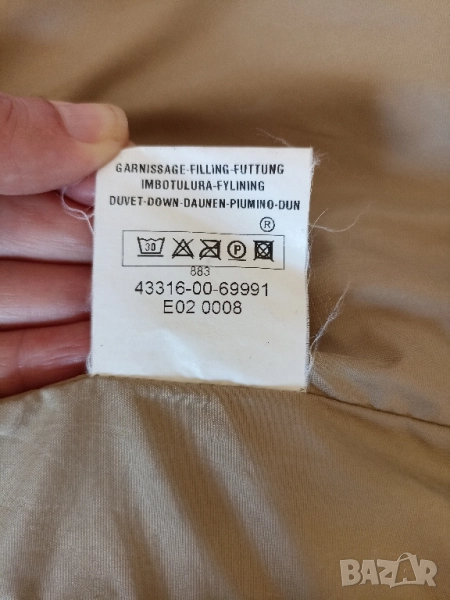 GARNISSAGE-FILLING-FUTTUNG
IMBOTULURA-FYLINING
DUVET-DOWN-DAUNEN-PIUMINO-DUN
®
30 P
883
43316-00-69991
E02 0008
BAZAR